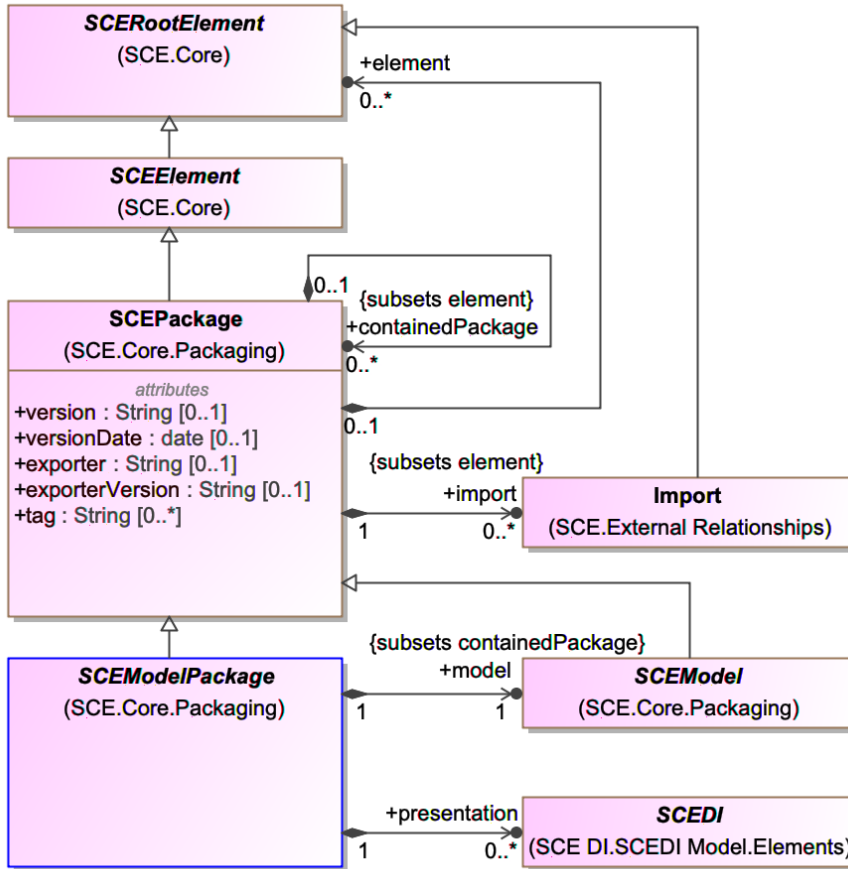 SCERootElement
(SCE.Core)
+element
0..*
SCEElement
(SCE.Core)
0..1
{subsets element}
+containedPackage
0..*
SCEPackage
(SCE.Core.Packaging)
attributes
+version : String [0..1]
+versionDate : date [0..1]
+exporter : String [0..1]
+exporterVersion : String [0..1]
+tag : String [0..*]
0..1
{subsets element}
+import
1
0..*
Import
(SCE.External Relationships)
SCEModelPackage
(SCE.Core.Packaging)
{subsets containedPackage}
+model
1
1
SCEModel
(SCE.Core.Packaging)
+presentation
1
0..*
SCEDI
(SCE DI.SCEDI Model.Elements)